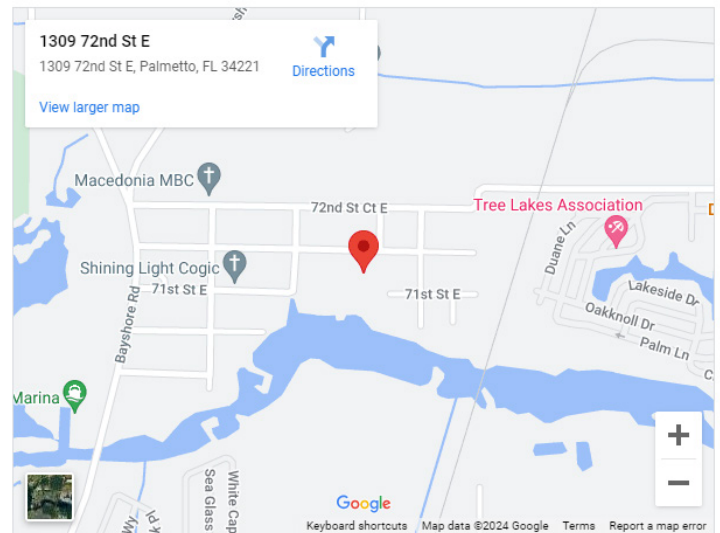 1309 72nd St E
1309 72nd St E, Palmetto, FL 34221
Directions
View larger map
Macedonia MBC
72nd St Ct E
Tree Lakes Association
Duane Ln
Shining Light Cogic
71st St E
71st St E
Lakeside Dr
Oakknoll Dr
Palm Ln
Bayshore Rd
Marina
Sea Glass
White Cap
Google
Keyboard shortcuts Map data ©2024 Google Terms Report a map error